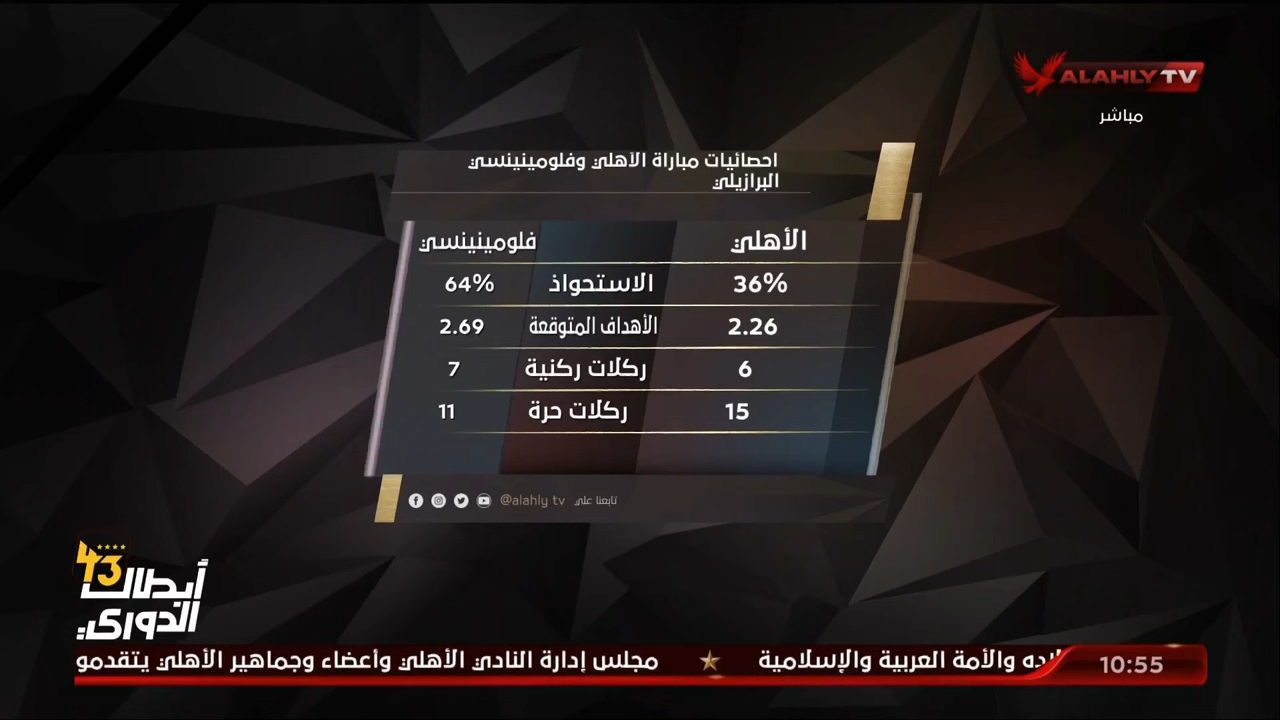 ALAHLY TV
مباشر
احصائيات مباراة الأهلي وفلومينينسي
البرازيلي
الأهلي فلومينينسي
36% الاستحواذ 64%
2.26 الأهداف المتوقعة 2.69
6 ركلات ركنية 7
15 ركلات حرة 11
تابعنا علي @alahly tv
43
أبطال
الدوري
10:55 والأمة العربية والإسلامية مجلس إدارة النادي الأهلي وأعضاء وجماهير الأهلي يتقدمو